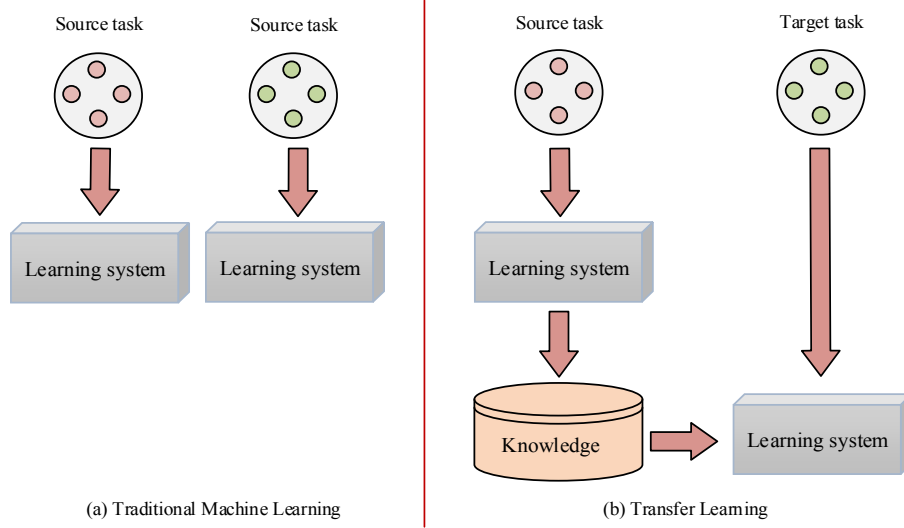 Source task
Source task
Learning system
Learning system
(a) Traditional Machine Learning
Source task
Target task
Learning system
Knowledge
Learning system
(b) Transfer Learning